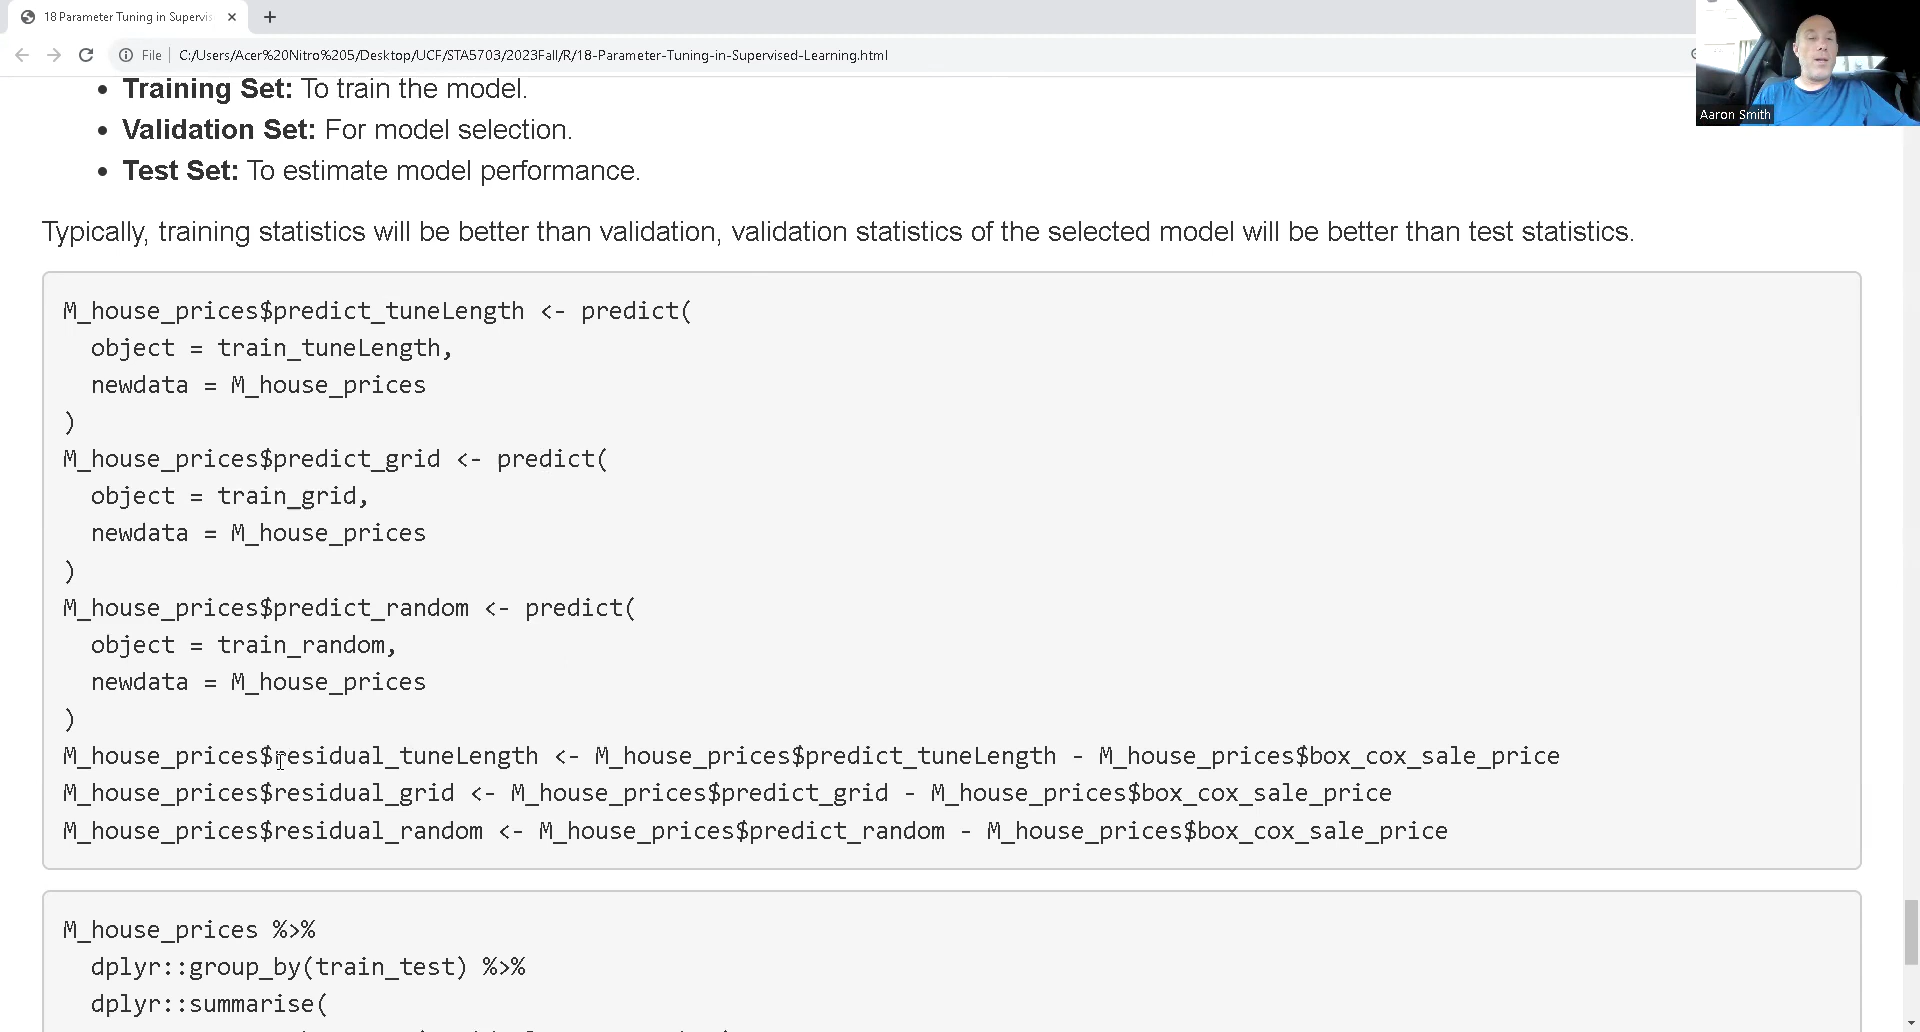 18 Parameter Tuning in Supervis
File
C:/Users/Acer%20Nitro%205/Desktop/UCF/STA5703/2023Fall/R/18-Parameter-Tuning-in-Supervised-Learning.html
Aaron Smith
• Training Set: To train the model.
• Validation Set: For model selection.
• Test Set: To estimate model performance.
Typically, training statistics will be better than validation, validation statistics of the selected model will be better than test statistics.
M_house_prices$predict_tuneLength <- predict(
object = train_tuneLength,
newdata = M_house_prices
)
M_house_prices$predict_grid <- predict(
object = train_grid,
newdata = M_house_prices
)
M_house_prices$predict_random <- predict(
object = train_random,
newdata = M_house_prices
)
M_house_prices$residual_tuneLength <- M_house_prices$predict_tuneLength - M_house_prices$box_cox_sale_price
M_house_prices$residual_grid <- M_house_prices$predict_grid - M_house_prices$box_cox_sale_price
M_house_prices$residual_random <- M_house_prices$predict_random - M_house_prices$box_cox_sale_price
M_house_prices %>%
dplyr::group_by(train_test) %>%
dplyr::summarise(